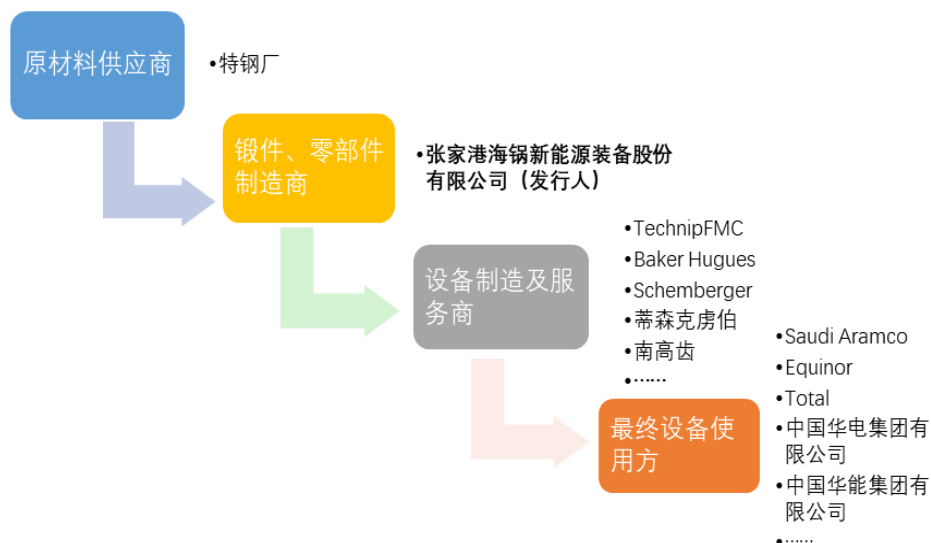 原材料供应商
•特钢厂
锻件、零部件
制造商
•张家港海锅新能源装备股份
有限公司（发行人）
设备制造及服
务商
•TechnipFMC
•Baker Hugues
•Schemberger
•蒂森克虏伯
•南高齿
•……
最终设备使
用方
•Saudi Aramco
•Equinor
•Total
•中国华电集团有
限公司
•中国华能集团有
限公司
•……